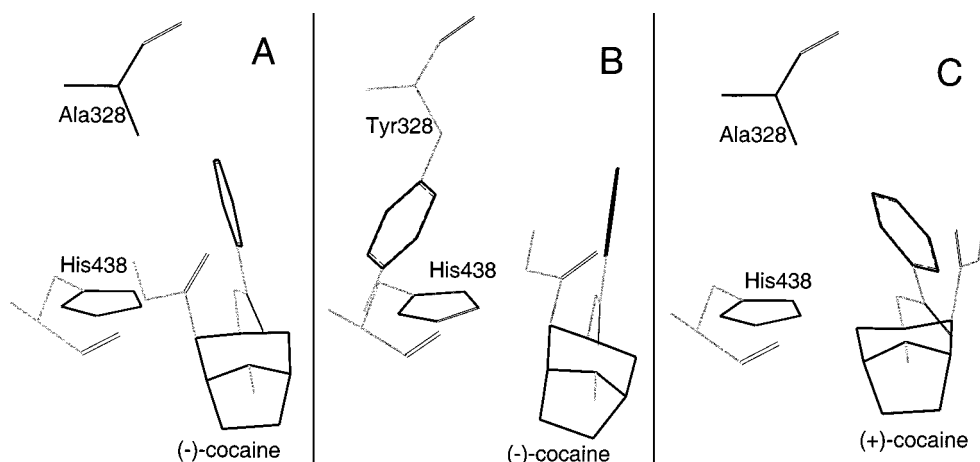 A
Ala328
His438
(-)-cocaine
B
Tyr328
His438
(-)-cocaine
C
Ala328
His438
(+)-cocaine